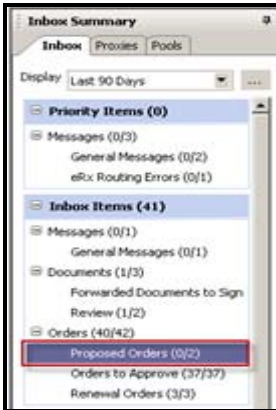 Inbox Summary
Inbox Proxies Pools
Display Last 90 Days ...
Priority Items (0)
Messages (0/3)
General Messages (0/2)
eRx Routing Errors (0/1)
Inbox Items (41)
Messages (0/1)
General Messages (0/1)
Documents (1/3)
Forwarded Documents to Sign
Review (1/2)
Orders (40/42)
Proposed Orders (0/2)
Orders to Approve (37/37)
Renewal Orders (3/3)